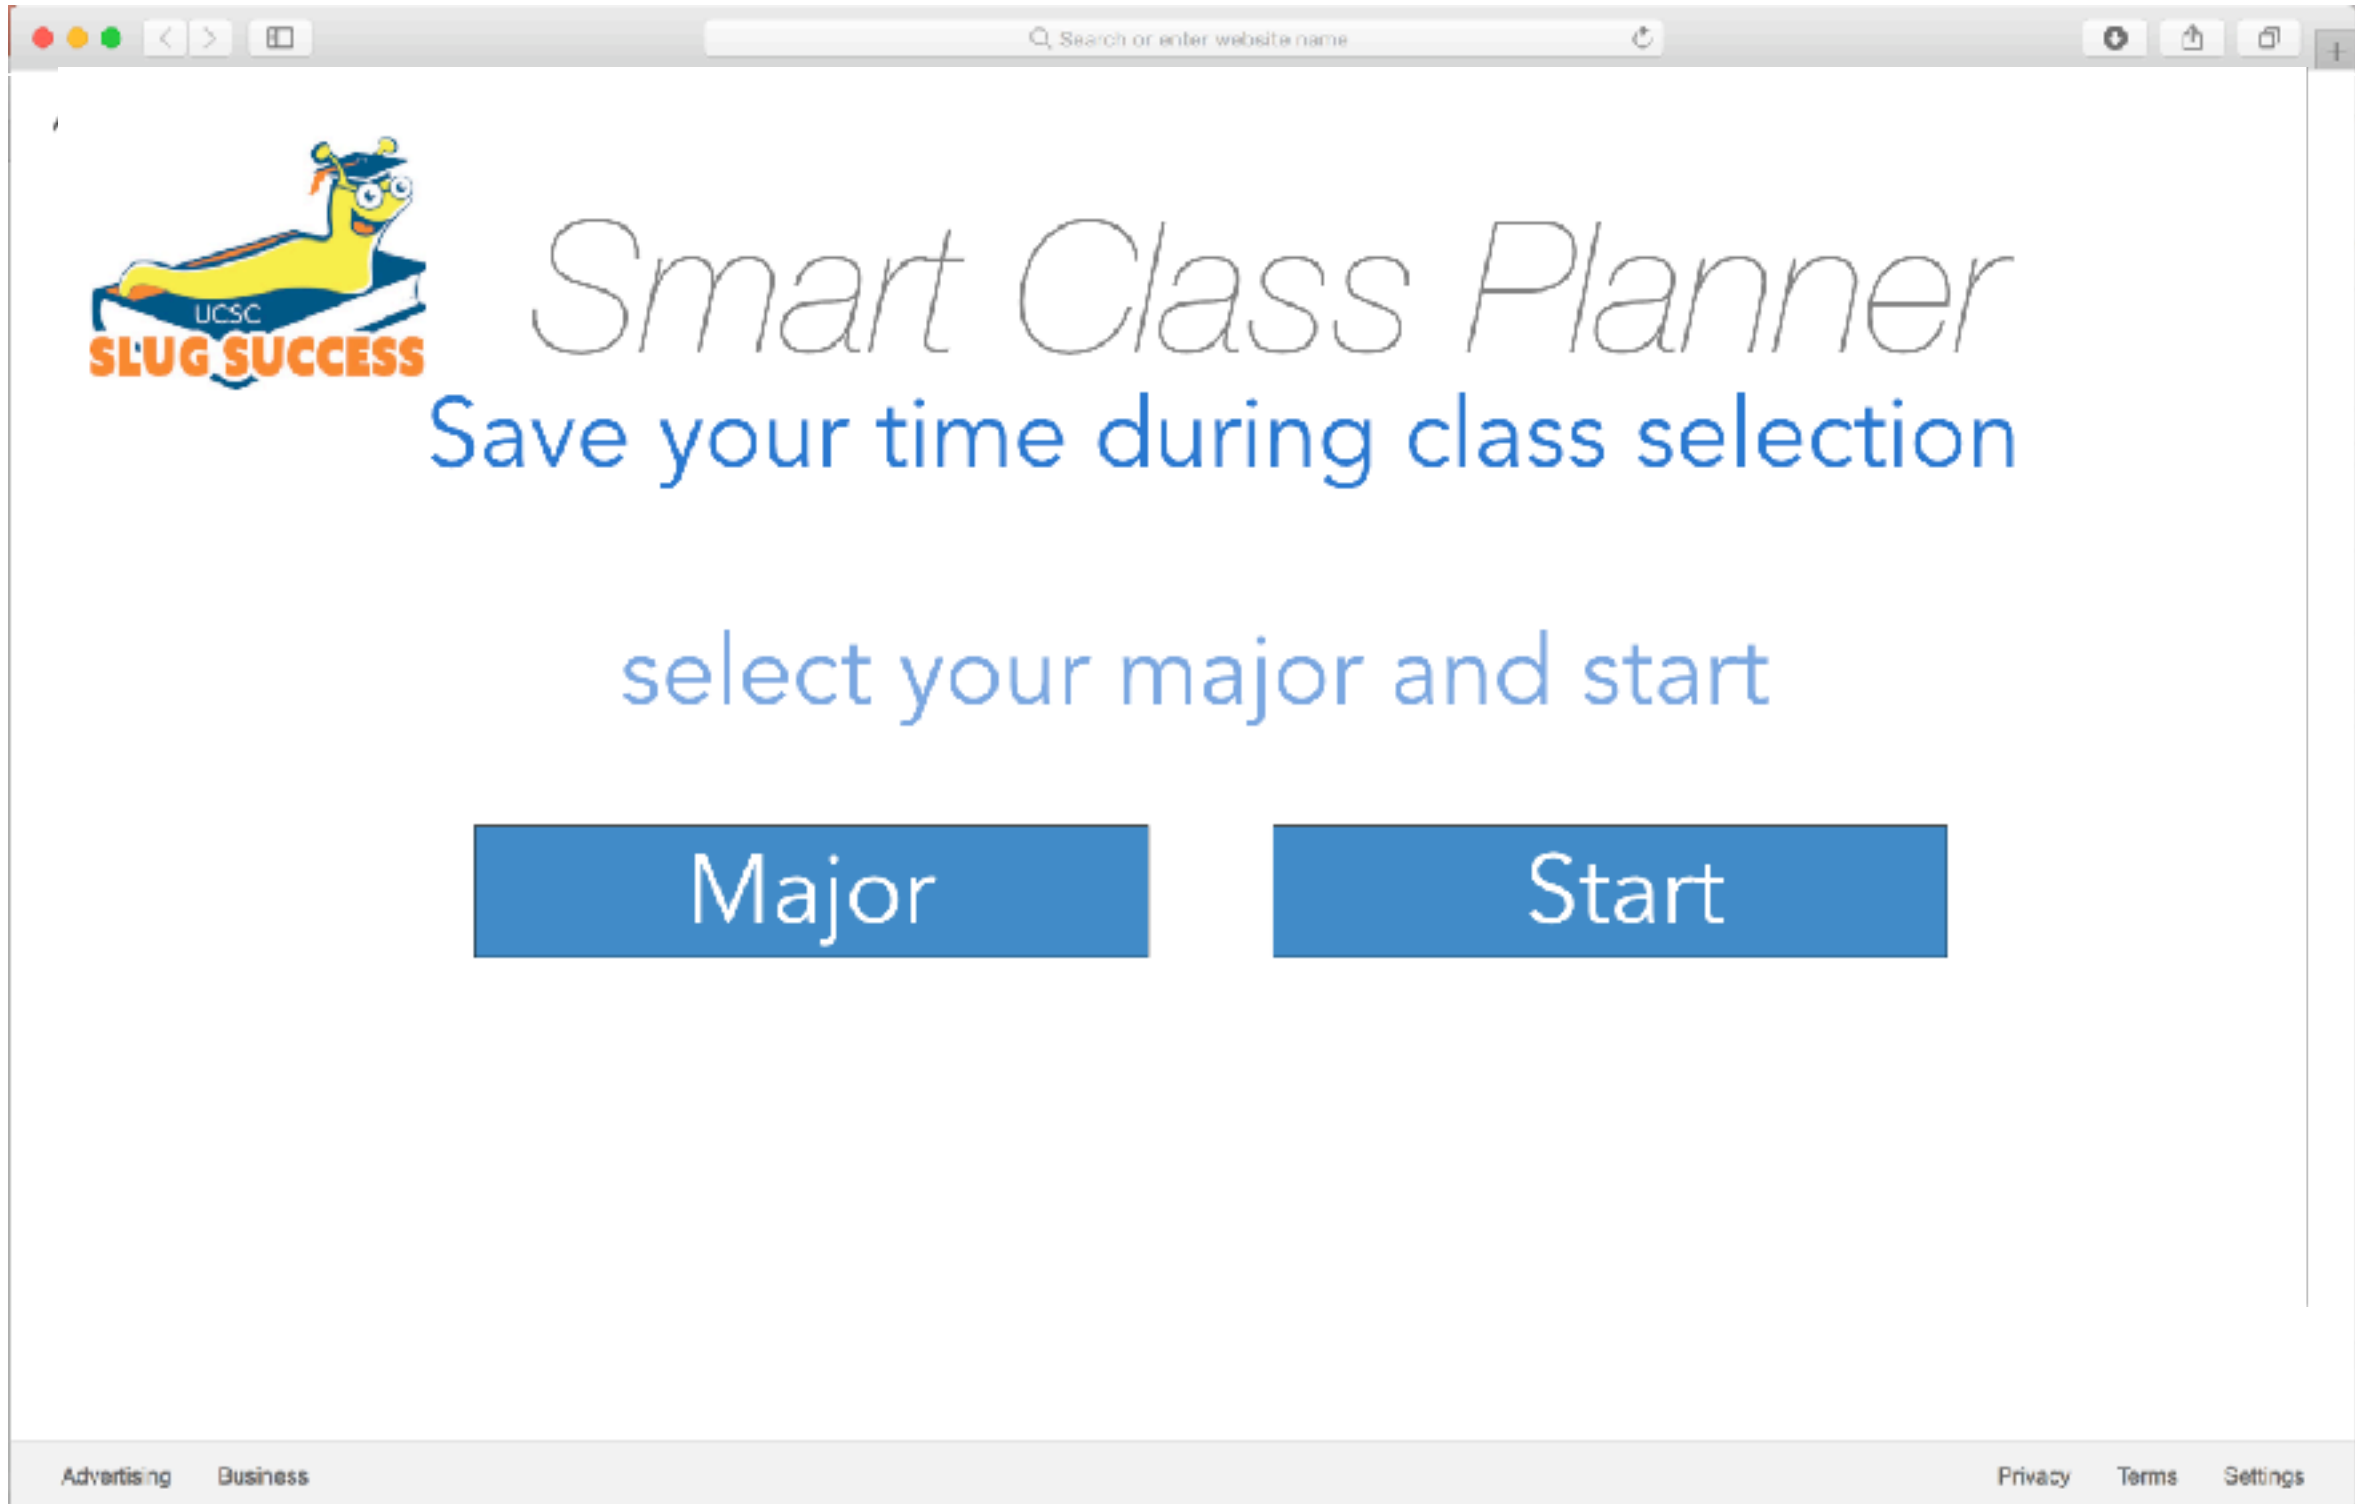 Search or enter website name
UCSC
SLUG SUCCESS
Smart Class Planner
Save your time during class selection
select your major and start
Major
Start
Advertising Business
Privacy Terms Settings